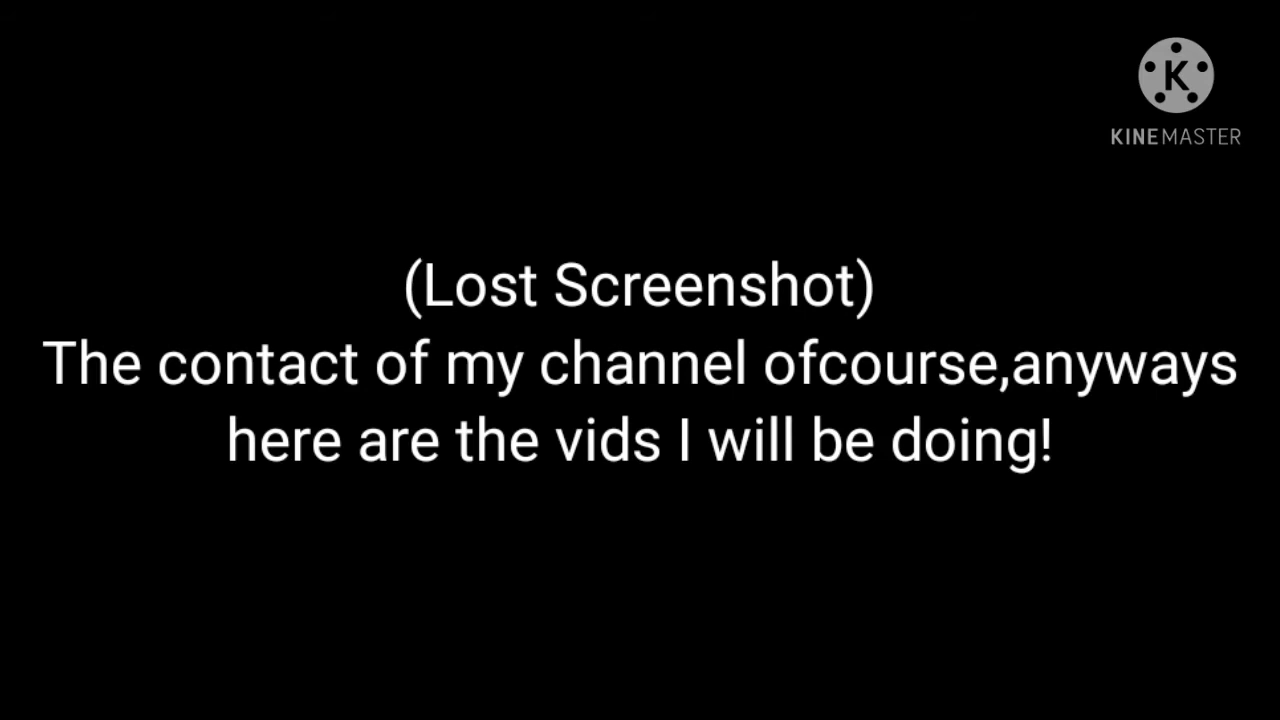 K
KINEMASTER
(Lost Screenshot)
The contact of my channel ofcourse,anyways
here are the vids I will be doing!